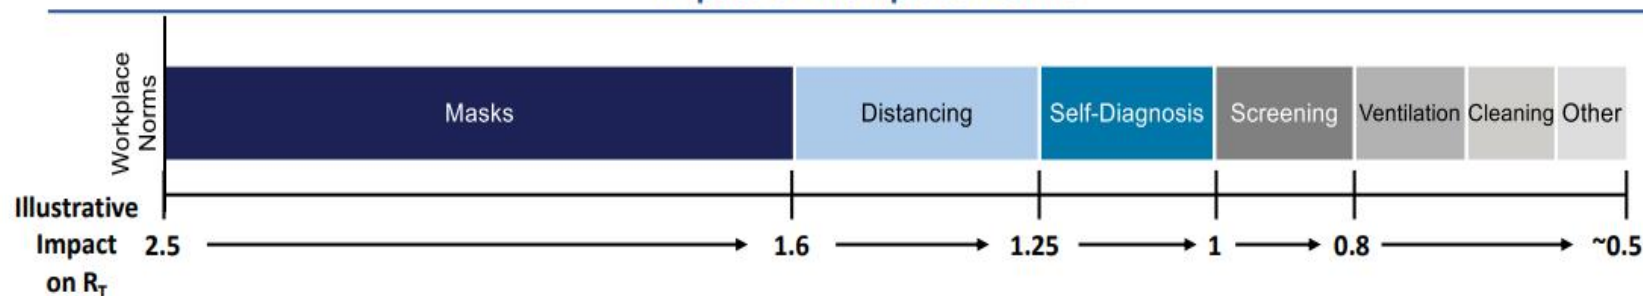 Workplace
Norms
Masks
Distancing
Self-Diagnosis
Screening
Ventilation
Cleaning
Other
Illustrative
Impact
on R_T
2.5
1.6
1.25
1
0.8
~0.5